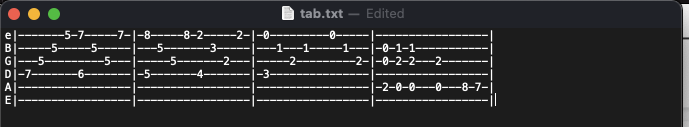 tab.txt — Edited
e|-------5-7-----7-|-8-----8-2-----2-|-0---------0-----|-----------------|
B|-----5-----5-----|---5-------3-----|---1---1-----1---|-0-1-1-----------|
G|---5---------5---|-----5-------2---|-----2---------2-|-0-2-2---2-------|
D|-7-------6-------|-5-------4-------|-3---------------|-----------------|
A|-----------------|-----------------|-----------------|-2-0-0---0---8-7-|
E|-----------------|-----------------|-----------------|-----------------|